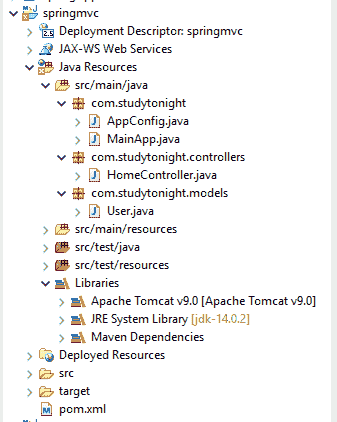 springmvc
Deployment Descriptor: springmvc
JAX-WS Web Services
Java Resources
src/main/java
com.studytonight
AppConfig.java
MainApp.java
com.studytonight.controllers
HomeController.java
com.studytonight.models
User.java
src/main/resources
src/test/java
src/test/resources
Libraries
Apache Tomcat v9.0 [Apache Tomcat v9.0]
JRE System Library [jdk-14.0.2]
Maven Dependencies
Deployed Resources
src
target
pom.xml